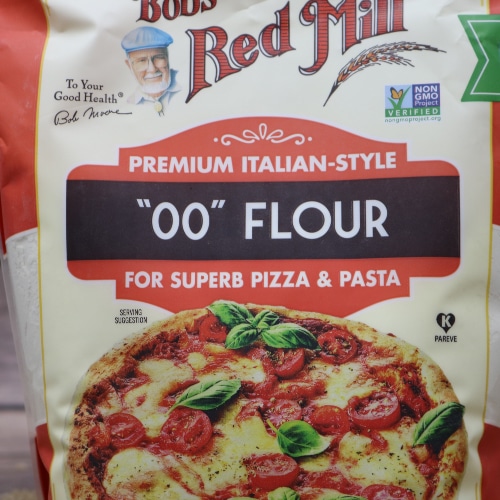 Bob's
Red Mill
To Your
Good Health®
Bob Moore
NON
GMO
Project
VERIFIED
nongmoproject.org
PREMIUM ITALIAN-STYLE
"00" FLOUR
FOR SUPERB PIZZA & PASTA
SERVING
SUGGESTION
K
PAREVE